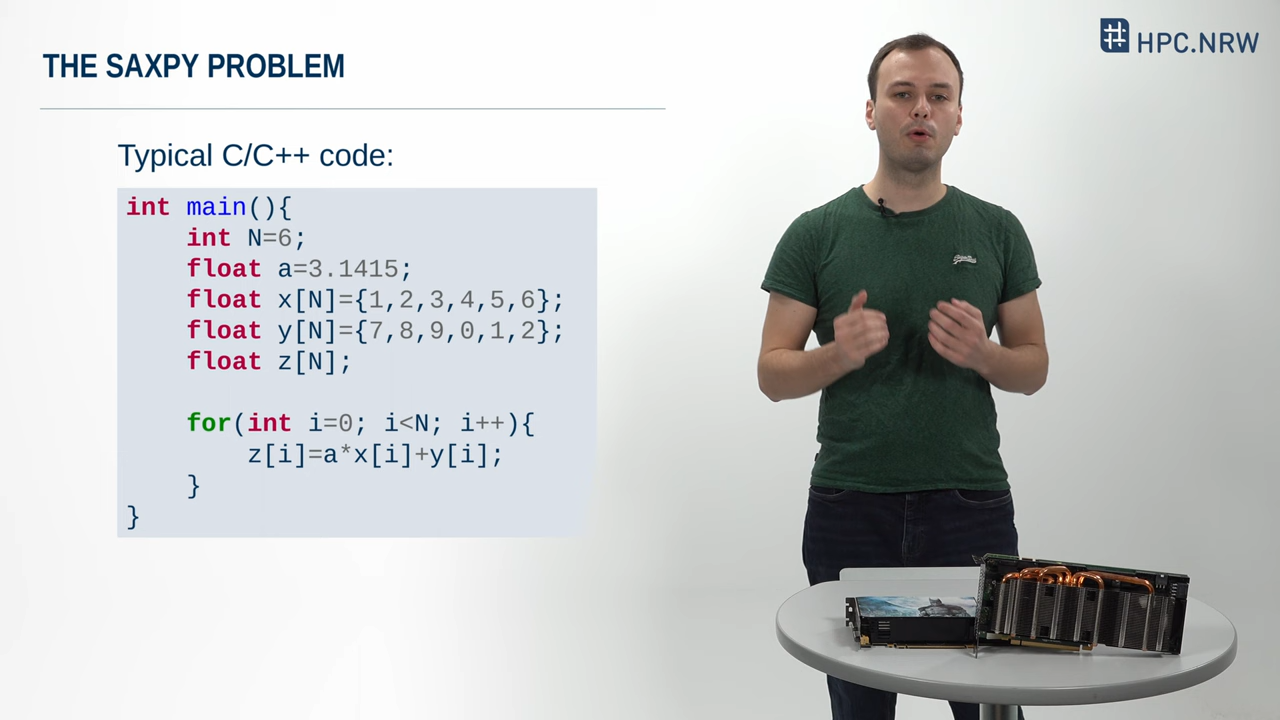 THE SAXPY PROBLEM
HPC.NRW
Typical C/C++ code:
int main(){
    int N=6;
    float a=3.1415;
    float x[N]={1,2,3,4,5,6};
    float y[N]={7,8,9,0,1,2};
    float z[N];
    for(int i=0; i<N; i++){
        z[i]=a*x[i]+y[i];
    }
}